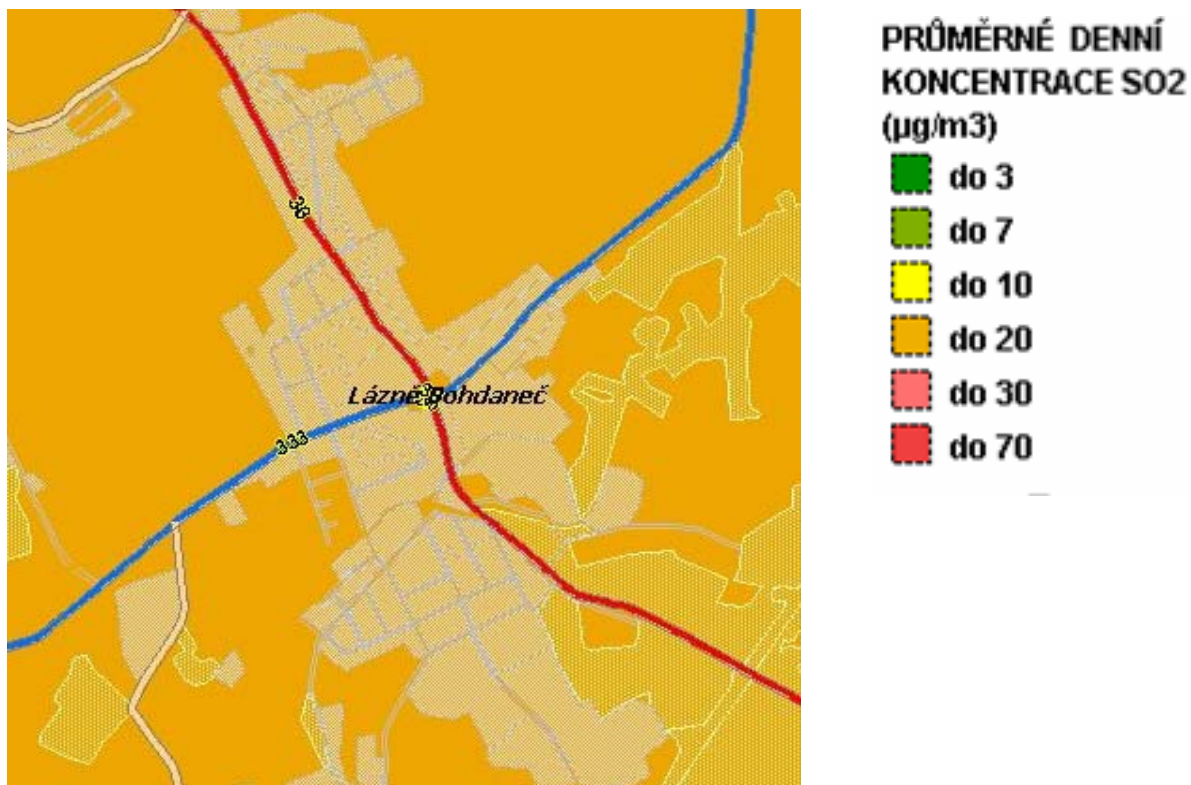 36
Lázně Bohdaneč
333
PRŮMĚRNÉ DENNÍ
KONCENTRACE SO2
(µg/m3)
do 3
do 7
do 10
do 20
do 30
do 70